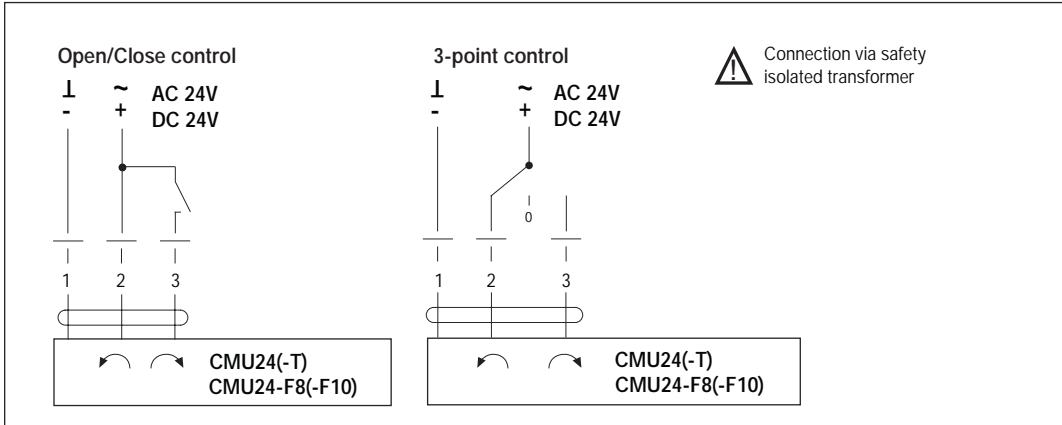 Open/Close control
⊥ ~ AC 24V
- + DC 24V
1 2 3
CMU24(-T)
CMU24-F8(-F10)
3-point control
⊥ ~ AC 24V
- + DC 24V
0
1 2 3
CMU24(-T)
CMU24-F8(-F10)
! Connection via safety
isolated transformer